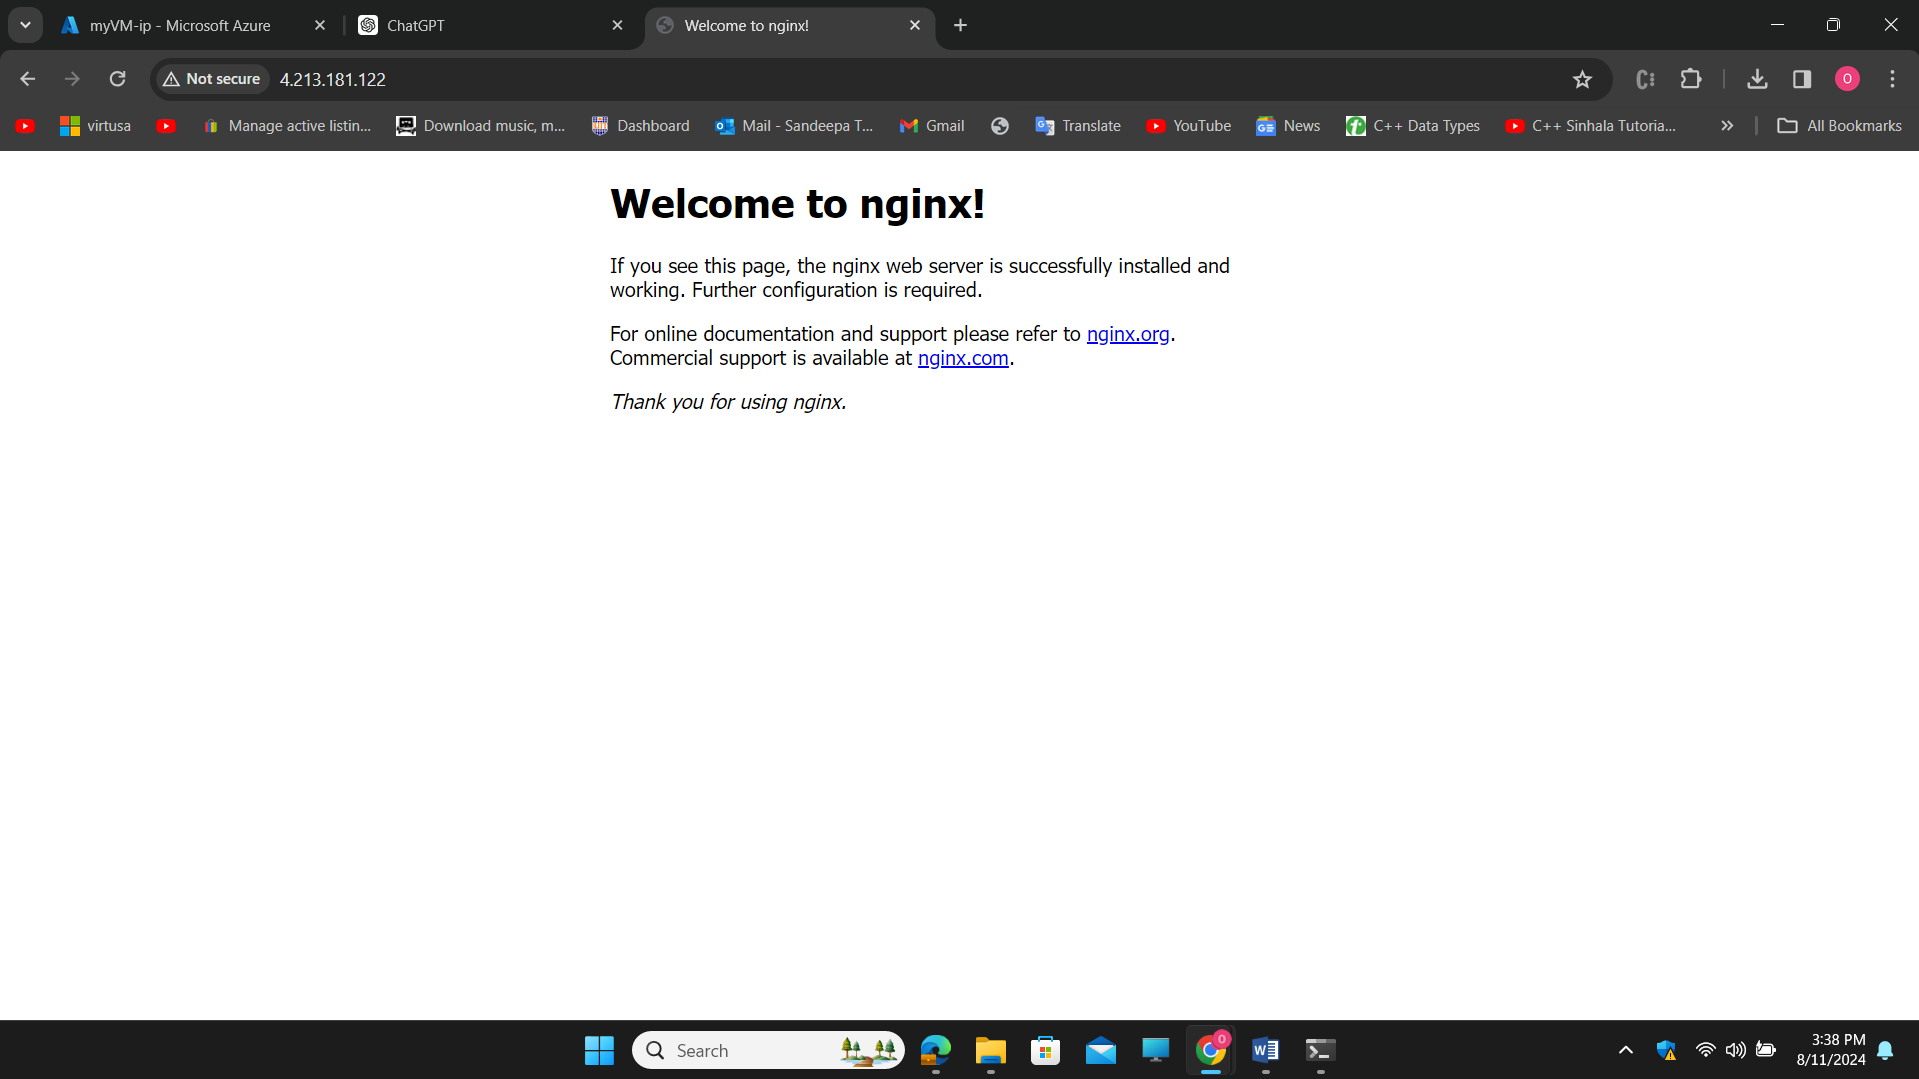 myVM-ip - Microsoft Azure
ChatGPT
Welcome to nginx!
Not secure
4.213.181.122
O
virtusa
Manage active listin...
Download music, m...
Dashboard
Mail - Sandeepa T...
Gmail
Translate
YouTube
News
C++ Data Types
C++ Sinhala Tutoria...
All Bookmarks
Welcome to nginx!
If you see this page, the nginx web server is successfully installed and
working. Further configuration is required.
For online documentation and support please refer to nginx.org.
Commercial support is available at nginx.com.
Thank you for using nginx.
Search
3:38 PM
8/11/2024